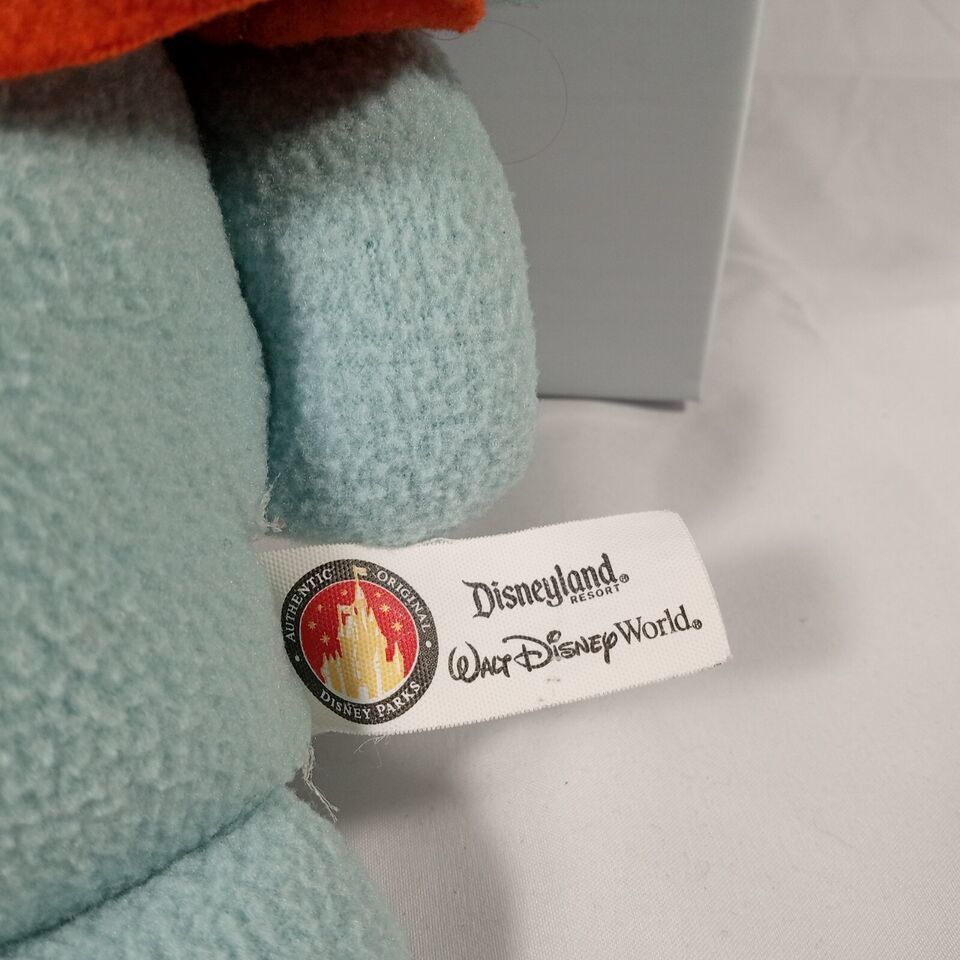 AUTHENTIC ORIGINAL
DISNEY PARKS
Disneyland®
RESORT
WALT DISNEY World®